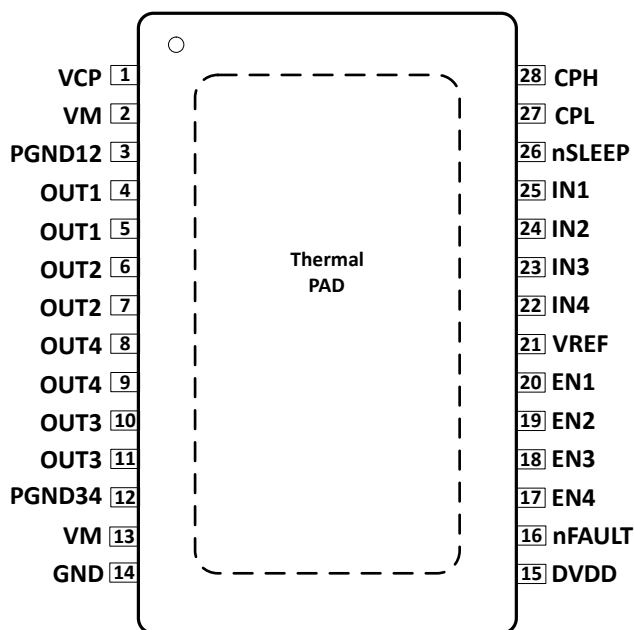 VCP 1
VM 2
PGND12 3
OUT1 4
OUT1 5
OUT2 6
OUT2 7
OUT4 8
OUT4 9
OUT3 10
OUT3 11
PGND34 12
VM 13
GND 14
Thermal
PAD
28 CPH
27 CPL
26 nSLEEP
25 IN1
24 IN2
23 IN3
22 IN4
21 VREF
20 EN1
19 EN2
18 EN3
17 EN4
16 nFAULT
15 DVDD